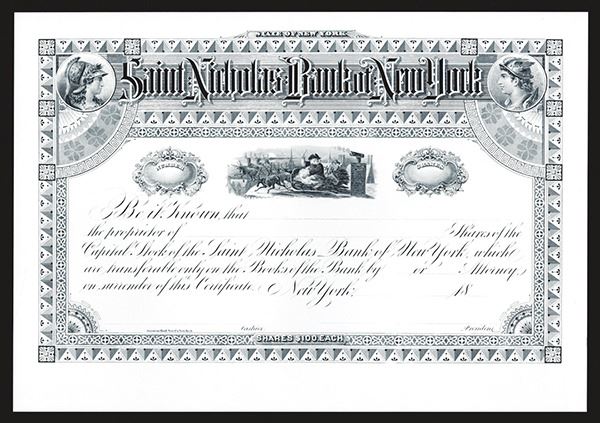 STATE OF NEW YORK
Saint Nicholas Bank of New York
NUMBER
SHARES
Be it Known, that
the proprietor of Shares of the
Capital Stock of the Saint Nicholas Bank of New York, which
are transferable only on the Books of the Bank by or Attorney
on surrender of this Certificate. New York, 18
Cashier. President.
SHARES $100 EACH